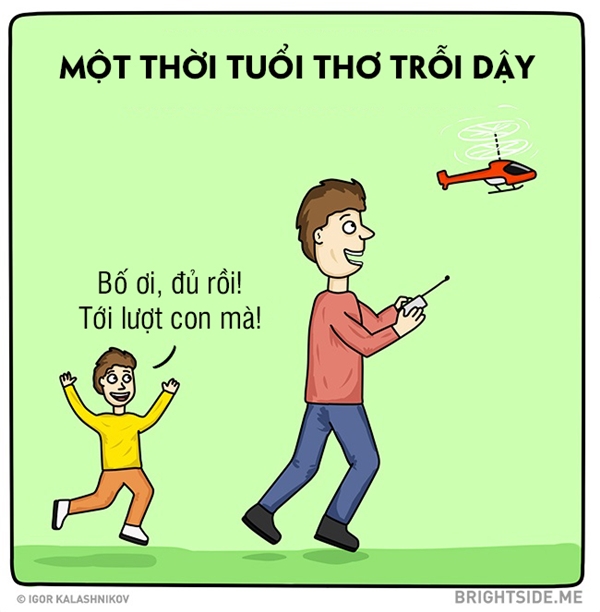 MỘT THỜI TUỔI THƠ TRỖI DẬY
Bố ơi, đủ rồi!
Tới lượt con mà!
© IGOR KALASHNIKOV
BRIGHTSIDE.ME